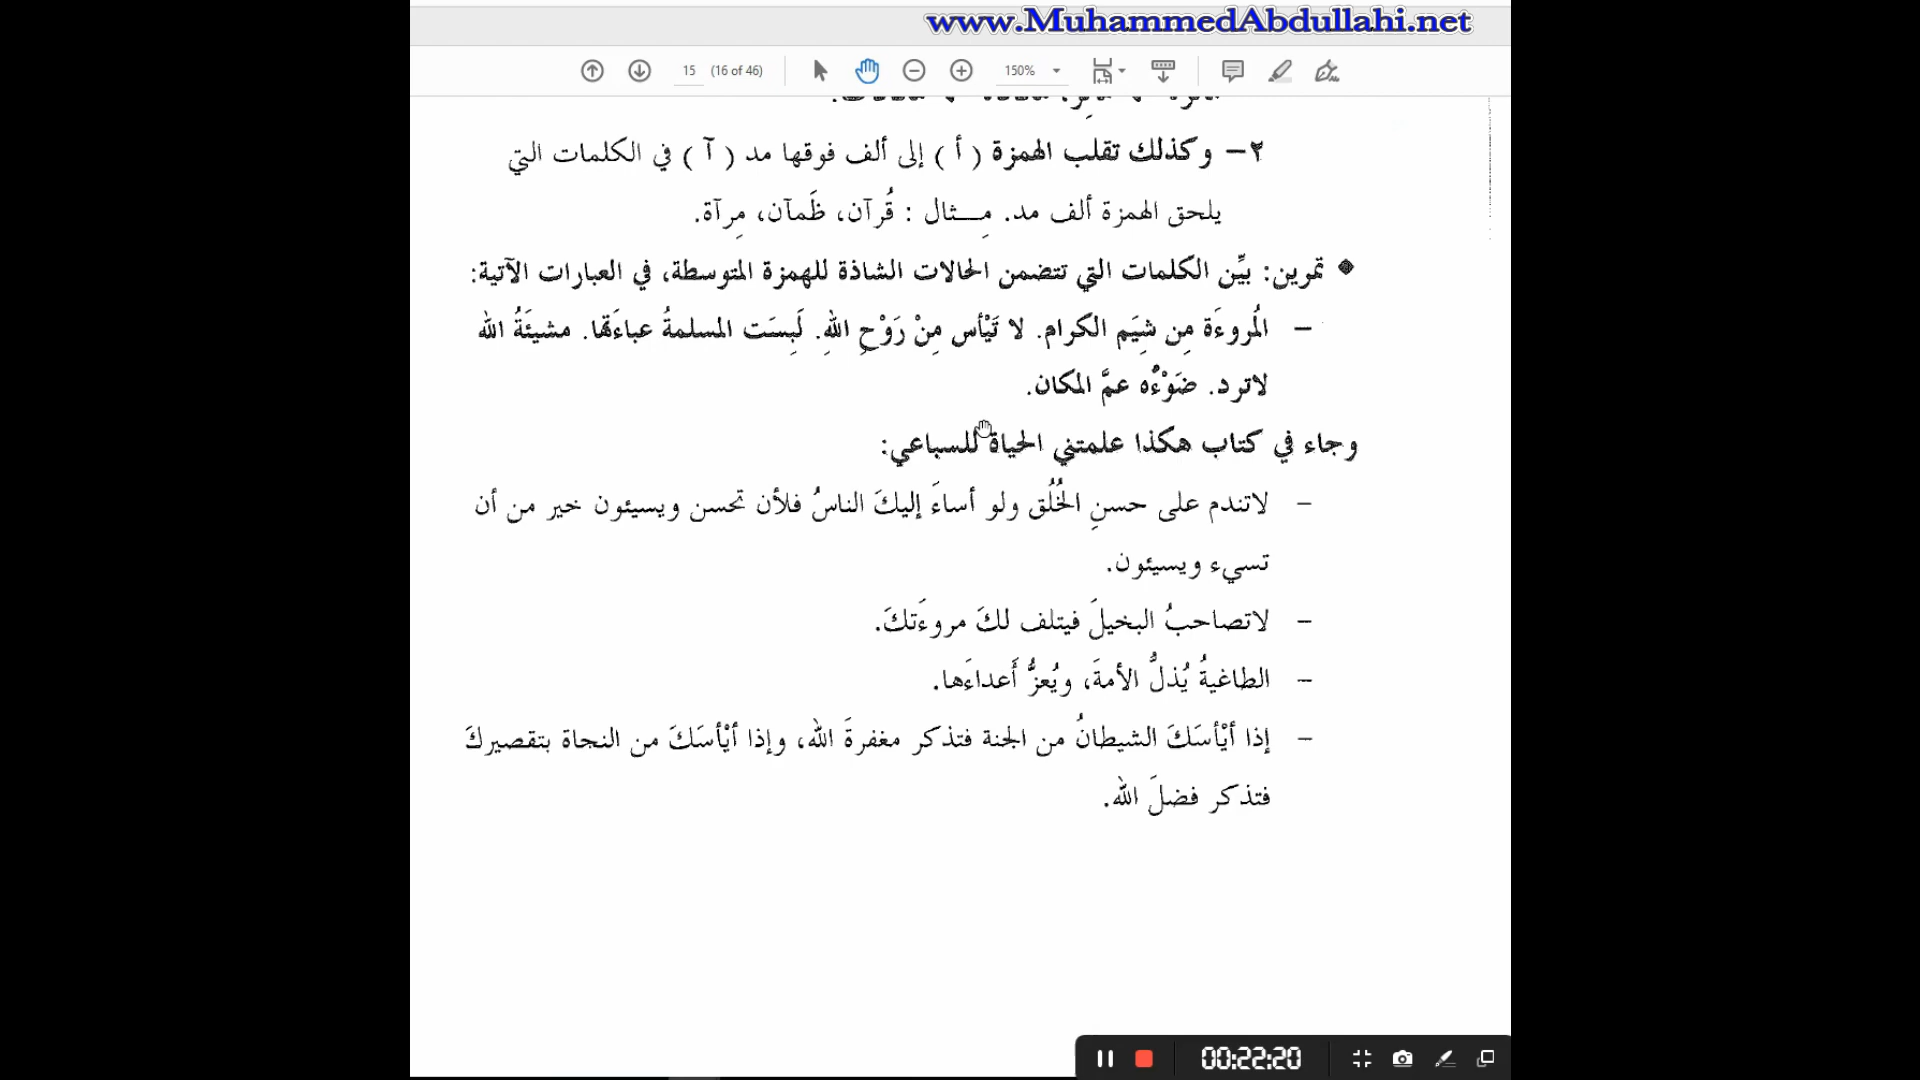 www.MuhammedAbdullahi.net
15 (16 of 46) 150%
٢– وكذلك تقلب الهمزة ( أ ) إلى ألف فوقها مد ( آ ) في الكلمات التي
يلحق الهمزة ألف مد. مِـــثال : قُرآن، ظَمآن، مِرآة.
◆ تمرين: بيِّن الكلمات التي تتضمن الحالات الشاذة للهمزة المتوسطة، في العبارات الآتية:
– المُروءَة مِن شِيَم الكرام. لا تَيْأس مِنْ رَوْحِ اللهِ. لَبِسَت المسلمةُ عباءَتَها. مشيئَةُ الله
لاترد. ضَوْءُه عمَّ المكان.
وجاء في كتاب هكذا علمتني الحياة للسباعي:
– لاتندم على حسنِ الخُلُق ولو أساءَ إليكَ الناسُ فلأن تحسن ويسيئون خير من أن
تسيء ويسيئون.
– لاتصاحبُ البخيلَ فيتلف لكَ مروءَتكَ.
– الطاغيةُ يُذلُّ الأمةَ، ويُعزُّ أَعداءَها.
– إذا أيْأسَكَ الشيطانُ من الجنة فتذكر مغفرةَ الله، وإذا أيْأسَكَ من النجاة بتقصيركَ
فتذكر فضلَ الله.
00:22:20